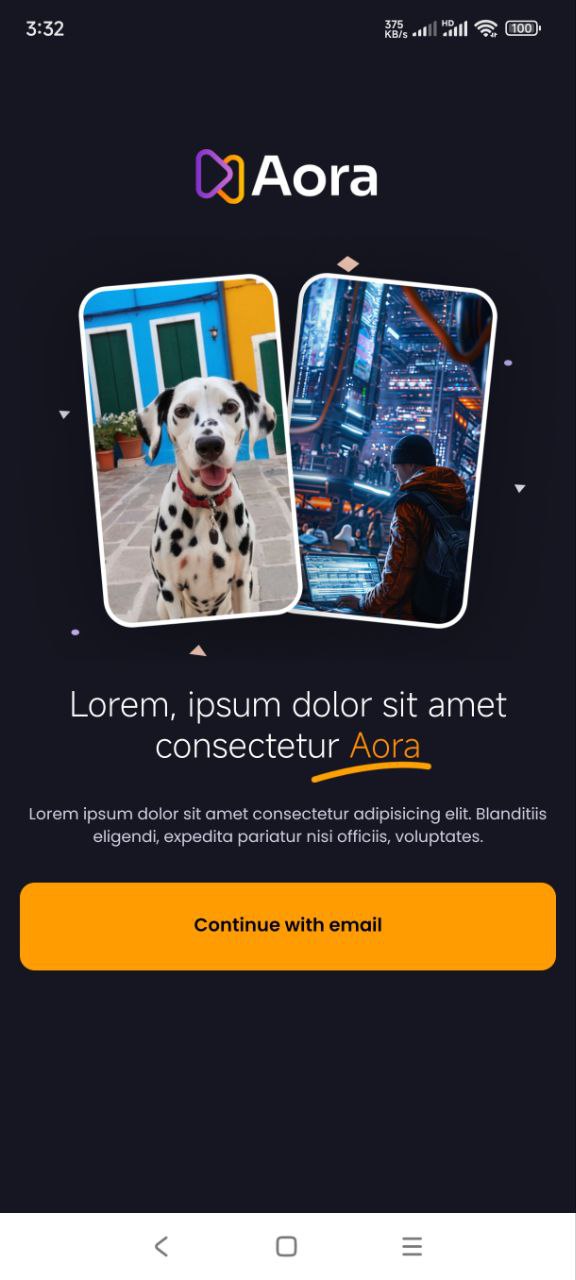 3:32
375
KB/s
HD
100
Aora
Lorem, ipsum dolor sit amet
consectetur Aora
Lorem ipsum dolor sit amet consectetur adipisicing elit. Blanditiis
eligendi, expedita pariatur nisi officiis, voluptates.
Continue with email